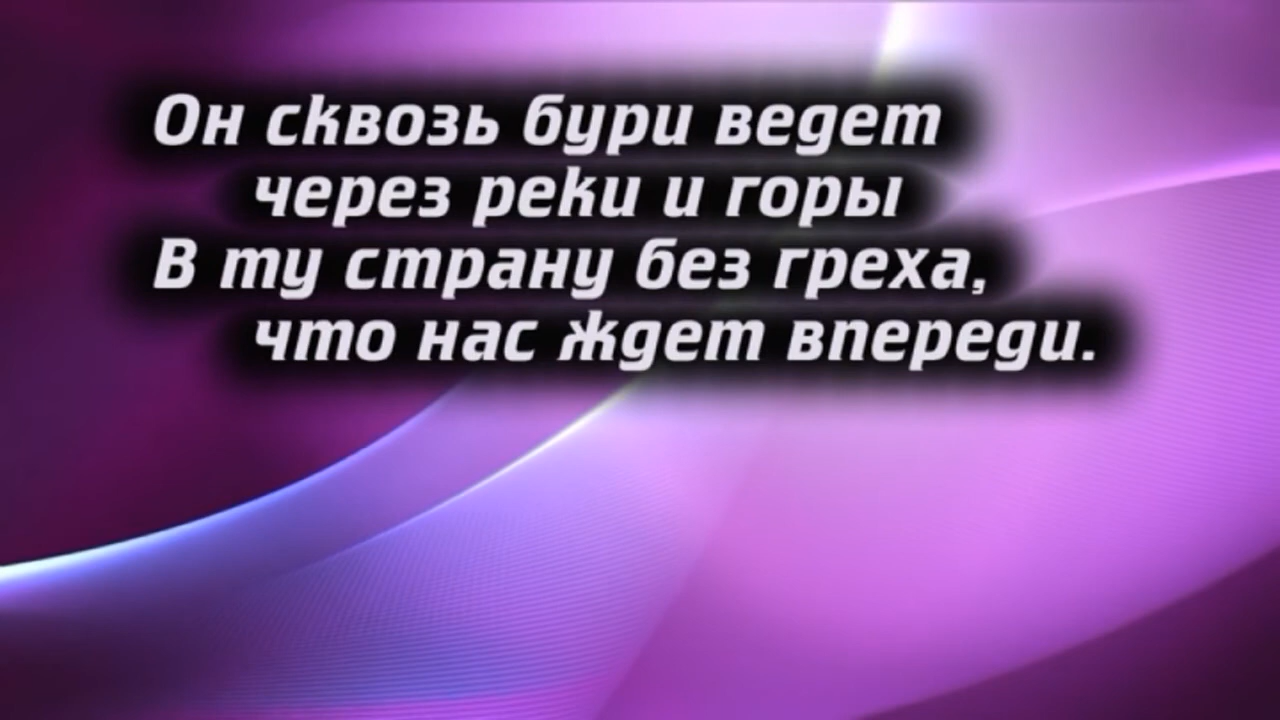 Он сквозь бури ведет
через реки и горы
В ту страну без греха,
что нас ждет впереди.